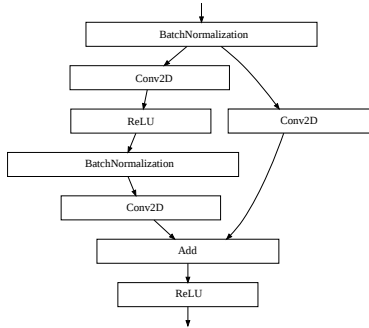 BatchNormalization
Conv2D
ReLU
Conv2D
BatchNormalization
Conv2D
Add
ReLU